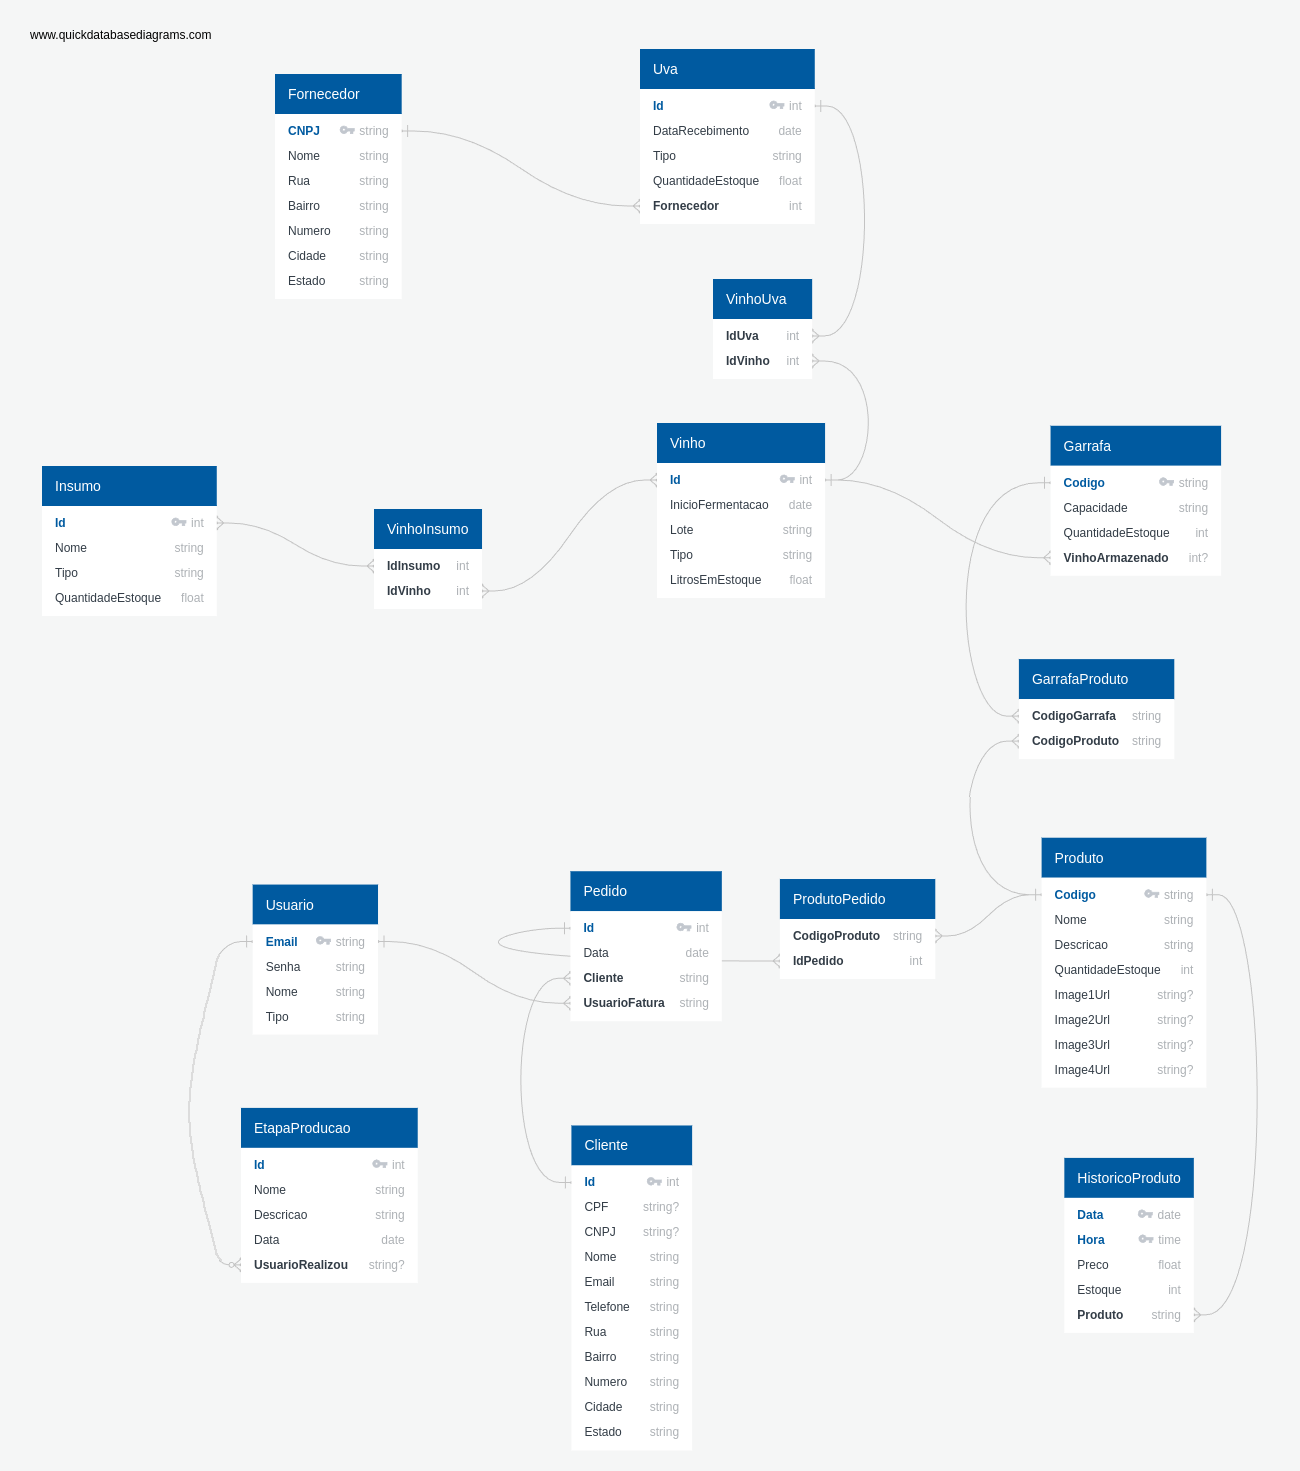 www.quickdatabasediagrams.com
Fornecedor
CNPJ string
Nome string
Rua string
Bairro string
Numero string
Cidade string
Estado string
Uva
Id int
DataRecebimento date
Tipo string
QuantidadeEstoque float
Fornecedor int
VinhoUva
IdUva int
IdVinho int
Vinho
Id int
InicioFermentacao date
Lote string
Tipo string
LitrosEmEstoque float
Garrafa
Codigo string
Capacidade string
QuantidadeEstoque int
VinhoArmazenado int?
Insumo
Id int
Nome string
Tipo string
QuantidadeEstoque float
VinhoInsumo
IdInsumo int
IdVinho int
GarrafaProduto
CodigoGarrafa string
CodigoProduto string
Usuario
Email string
Senha string
Nome string
Tipo string
Pedido
Id int
Data date
Cliente string
UsuarioFatura string
ProdutoPedido
CodigoProduto string
IdPedido int
Produto
Codigo string
Nome string
Descricao string
QuantidadeEstoque int
Image1Url string?
Image2Url string?
Image3Url string?
Image4Url string?
EtapaProducao
Id int
Nome string
Descricao string
Data date
UsuarioRealizou string?
Cliente
Id int
CPF string?
CNPJ string?
Nome string
Email string
Telefone string
Rua string
Bairro string
Numero string
Cidade string
Estado string
HistoricoProduto
Data date
Hora time
Preco float
Estoque int
Produto string